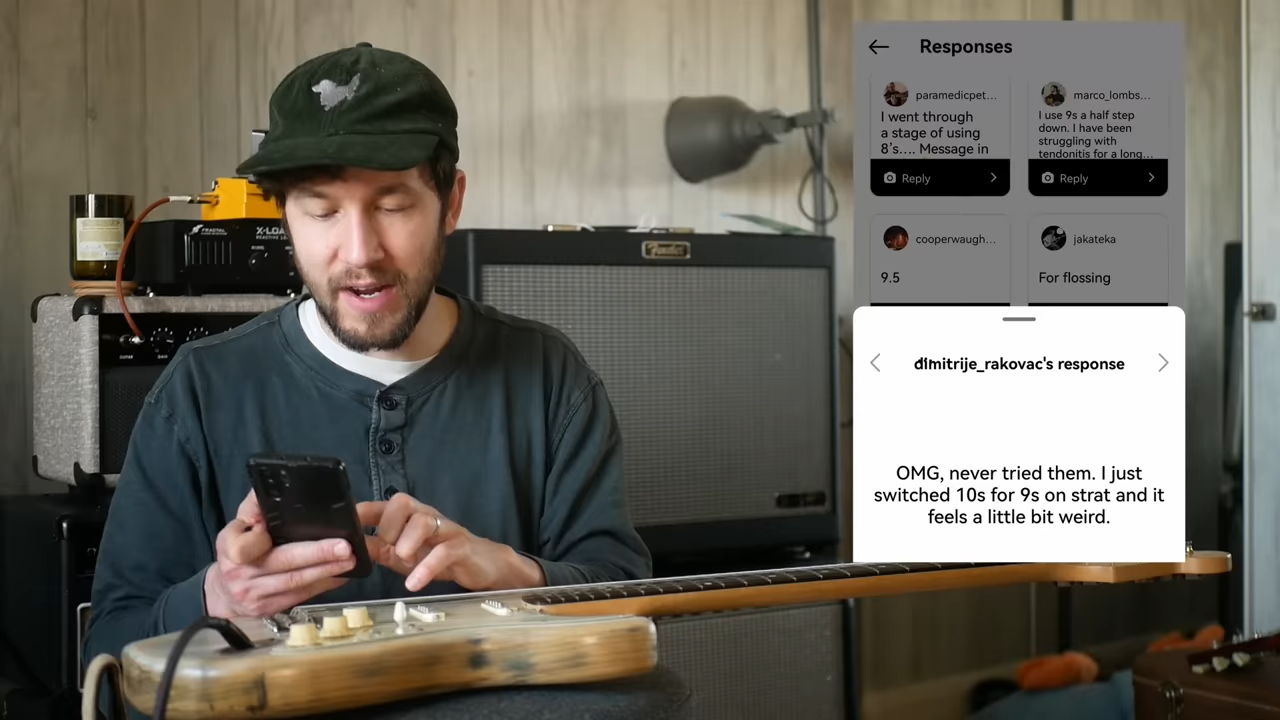 Responses
paramedicpet...
I went through
a stage of using
8's.... Message in
Reply
marco_lombs...
I use 9s a half step
down. I have been
struggling with
tendonitis for a long...
Reply
cooperwaugh...
9.5
jakateka
For flossing
dimitrije_rakovac's response
OMG, never tried them. I just
switched 10s for 9s on strat and it
feels a little bit weird.
FRACTAL
X-LOA
Fender